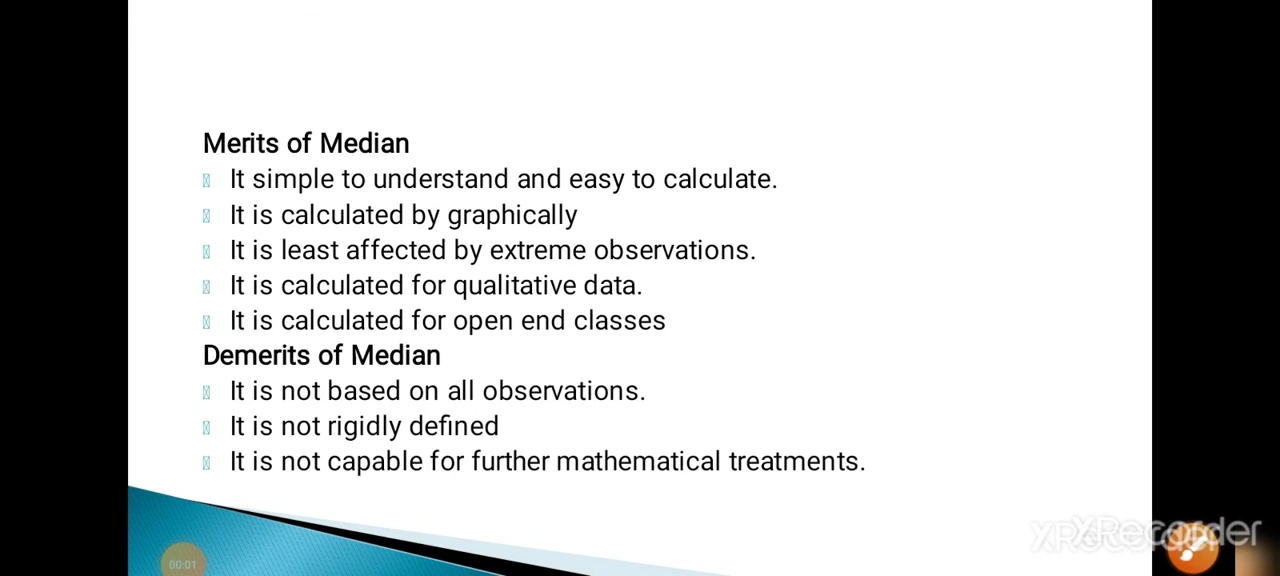 Merits of Median
It simple to understand and easy to calculate.
It is calculated by graphically
It is least affected by extreme observations.
It is calculated for qualitative data.
It is calculated for open end classes
Demerits of Median
It is not based on all observations.
It is not rigidly defined
It is not capable for further mathematical treatments.
XRecorder
00:01